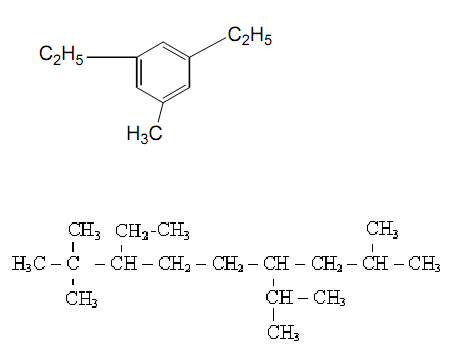 C2H5
C2H5
H3C
CH3 CH2-CH3 CH3
H3C – C – CH – CH2 – CH2 – CH – CH2 – CH – CH3
CH3 CH – CH3
CH3